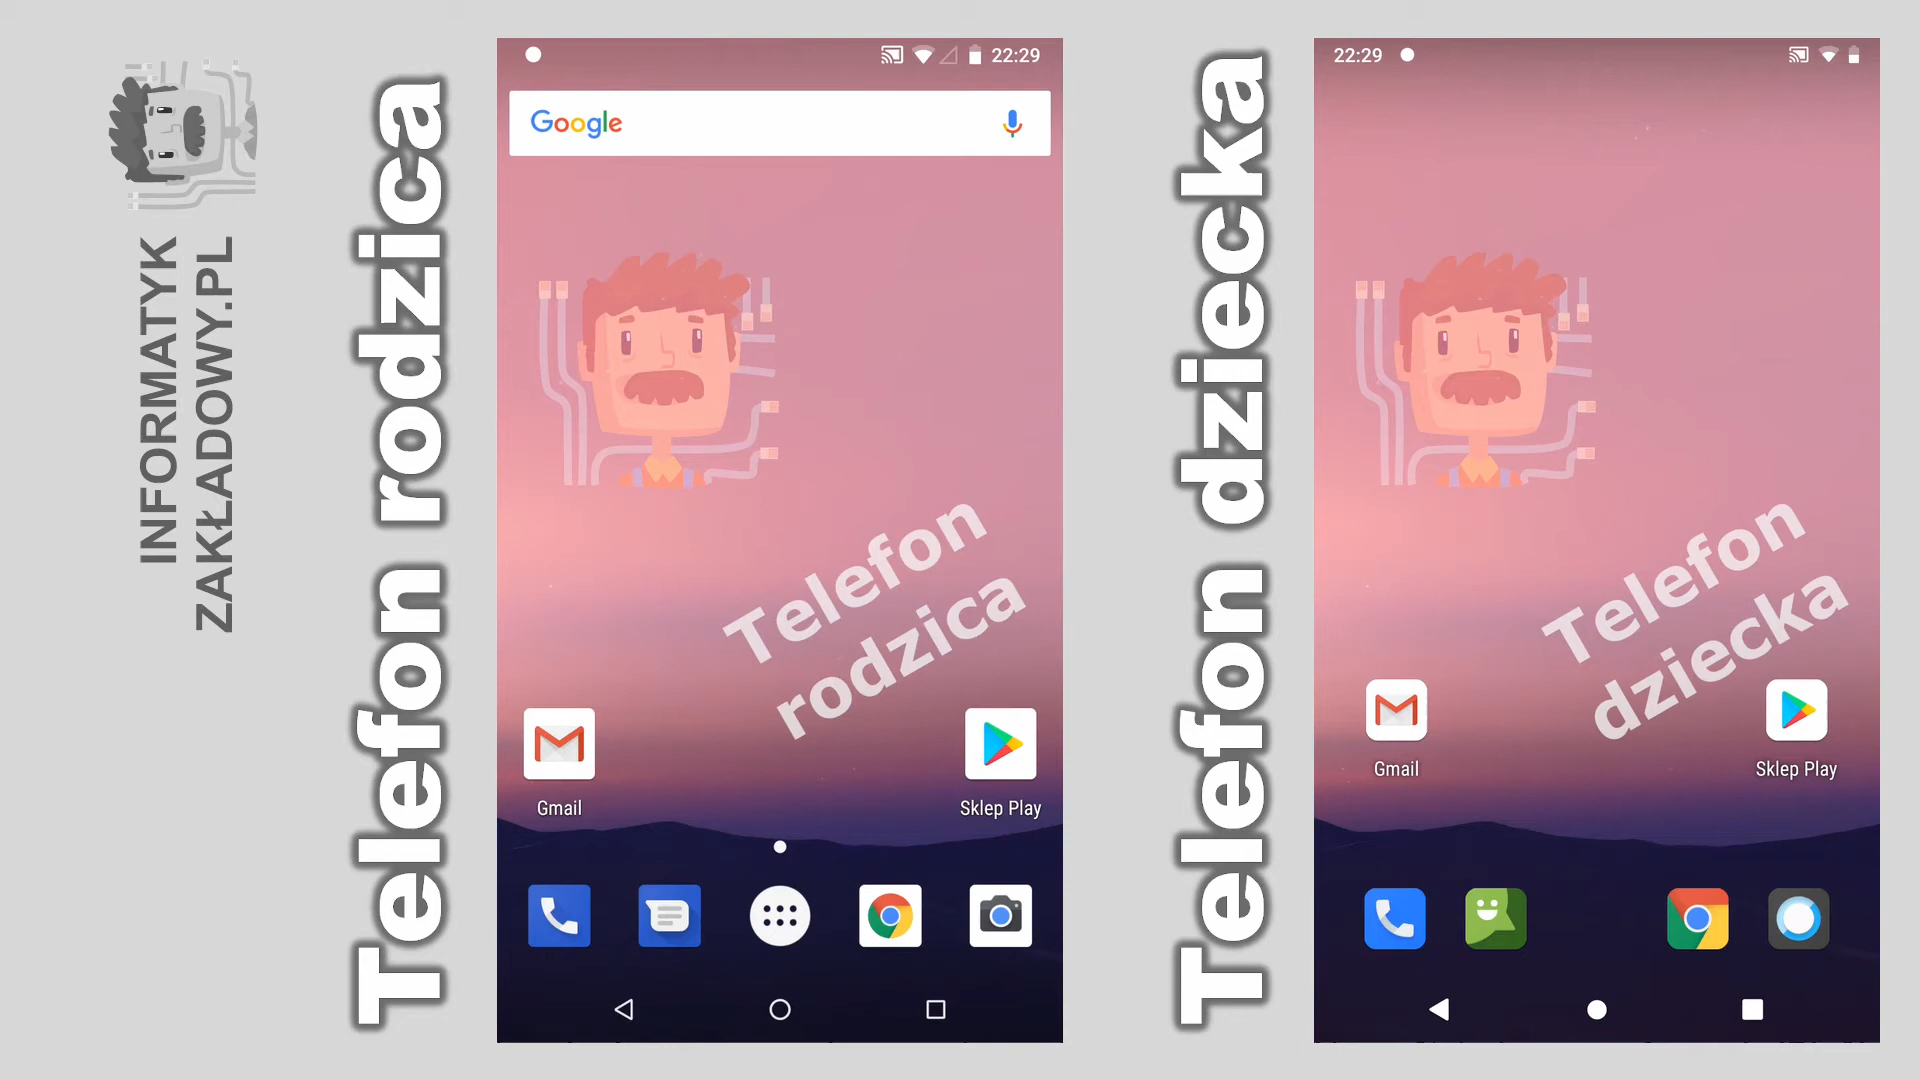 INFORMATYK
ZAKŁADOWY.PL
Telefon rodzica
22:29
Google
Telefon
rodzica
Gmail
Sklep Play
Telefon dziecka
22:29
Telefon
dziecka
Gmail
Sklep Play